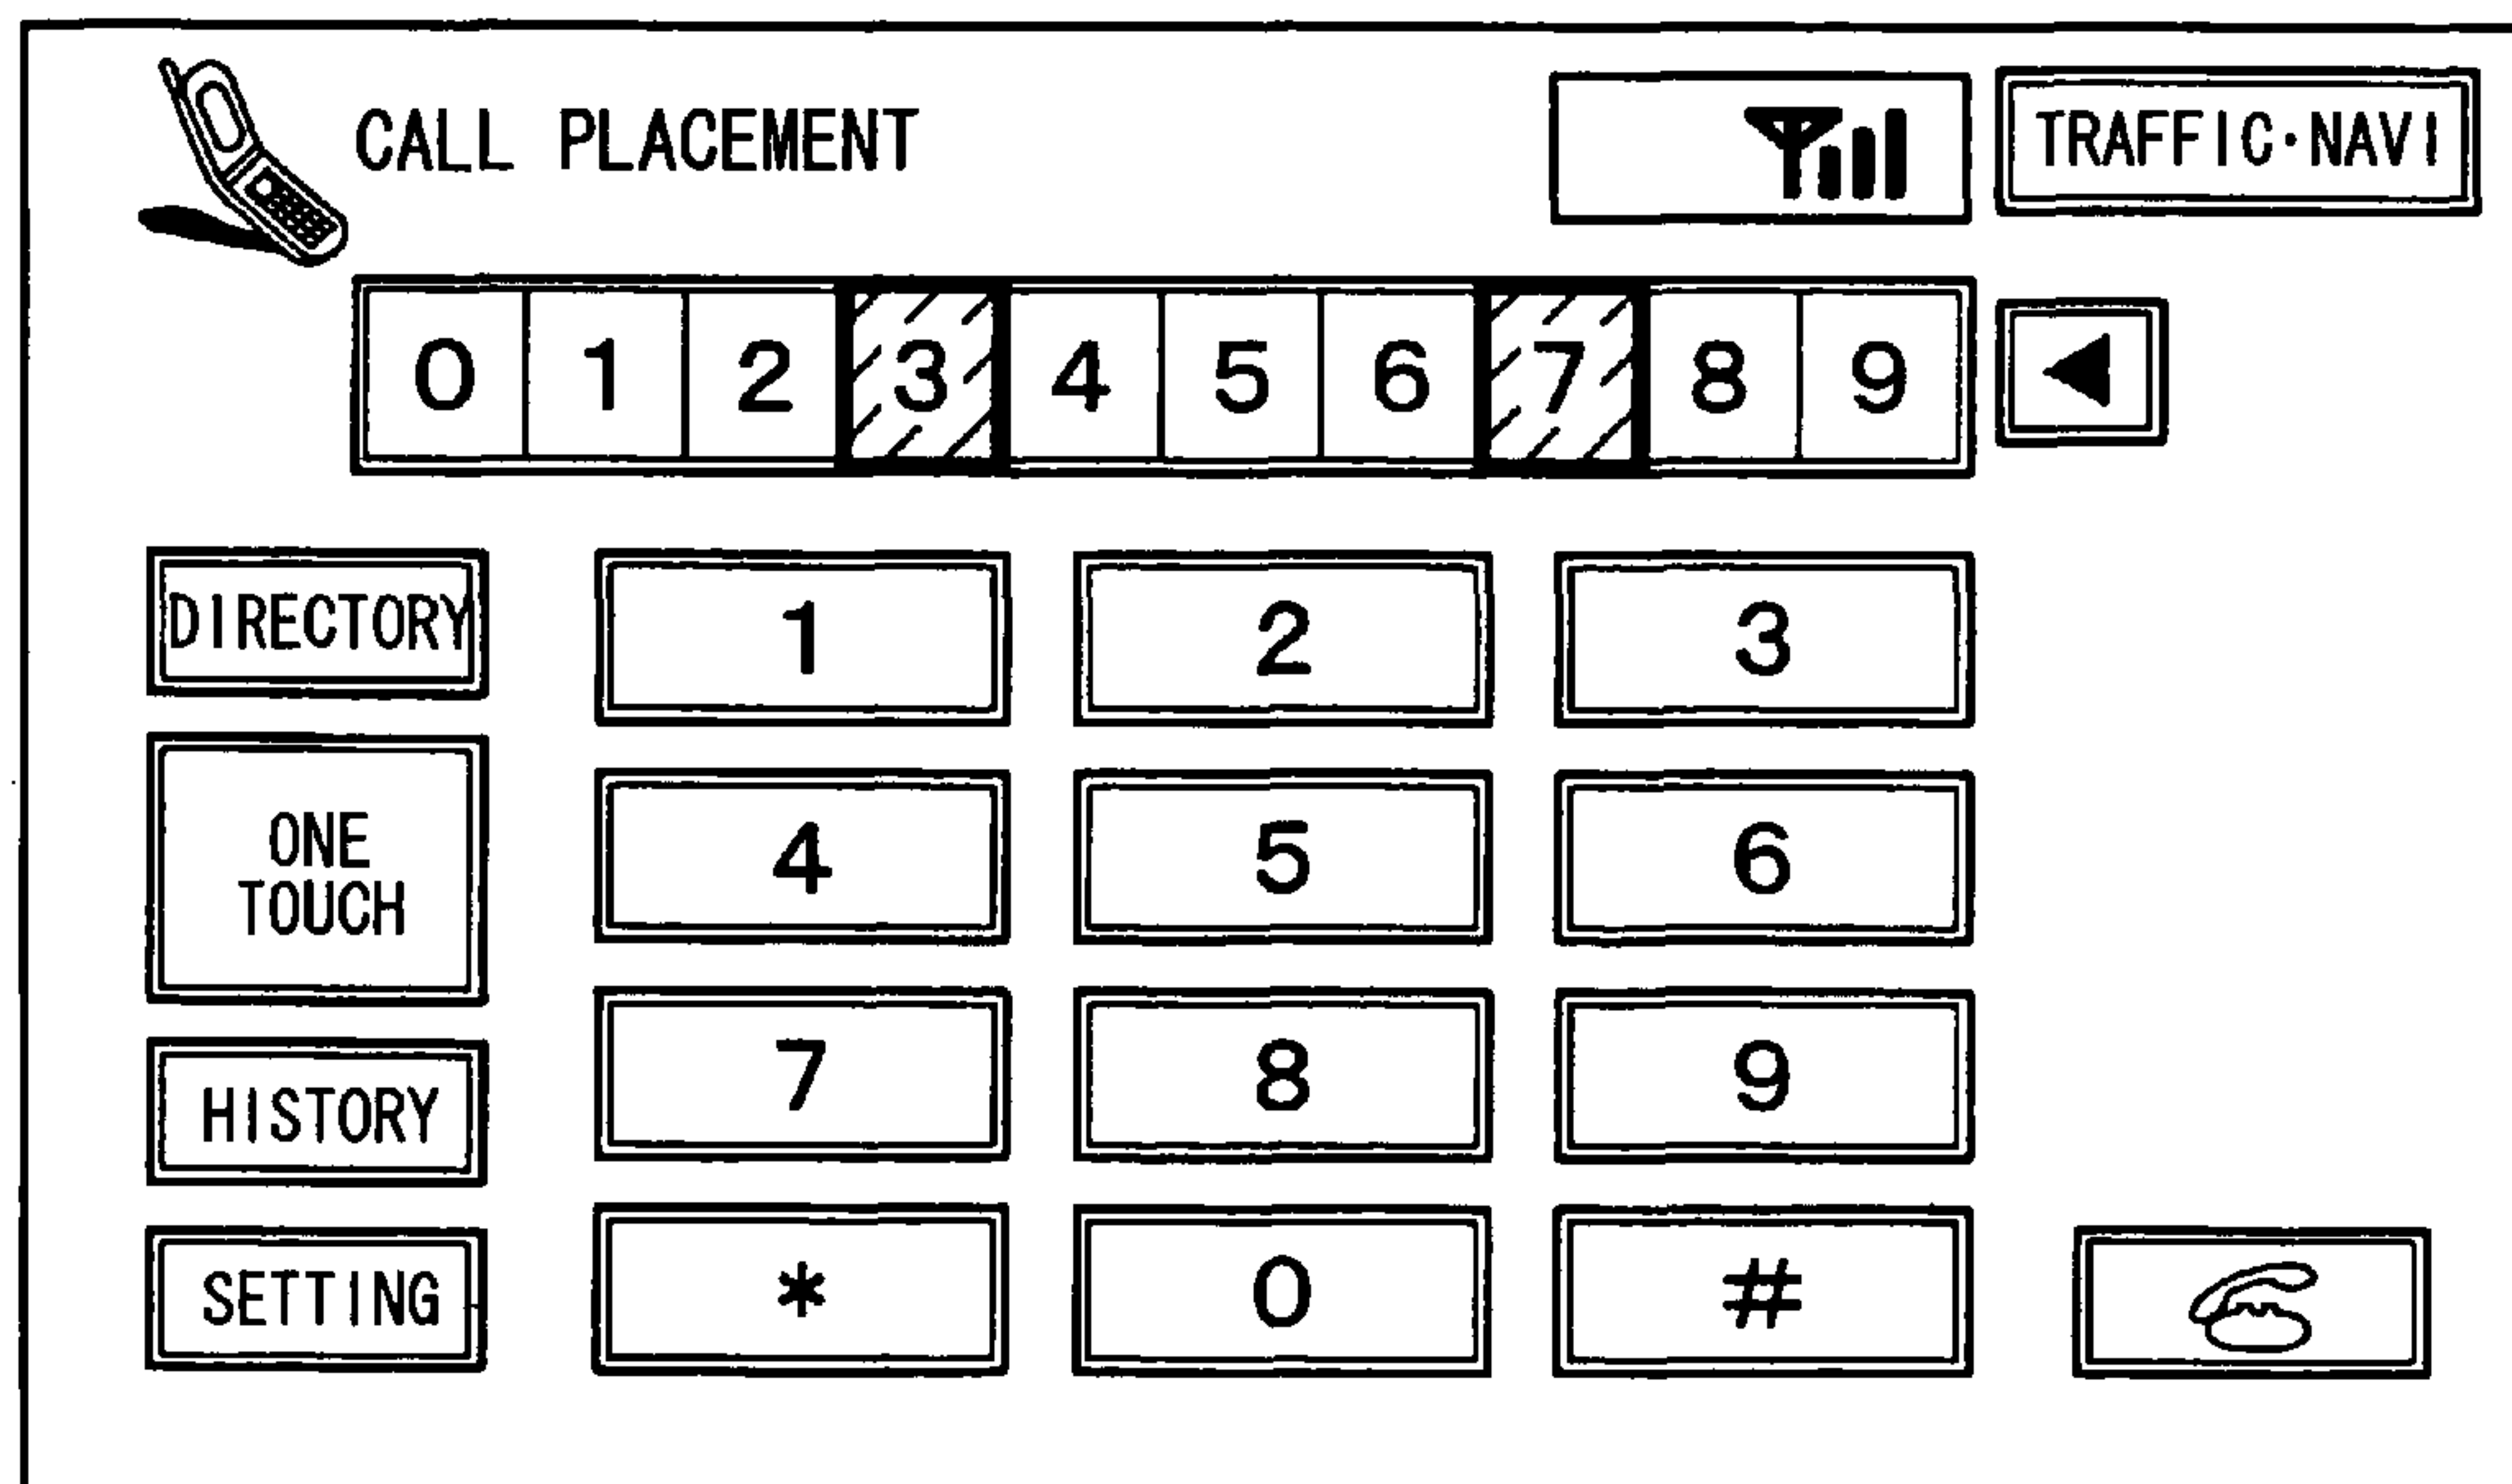 CALL PLACEMENT
TRAFFIC・NAVI
0 1 2 3 4 5 6 7 8 9
DIRECTORY
1 2 3
ONE
TOUCH
4 5 6
HISTORY
7 8 9
SETTING
* 0 #